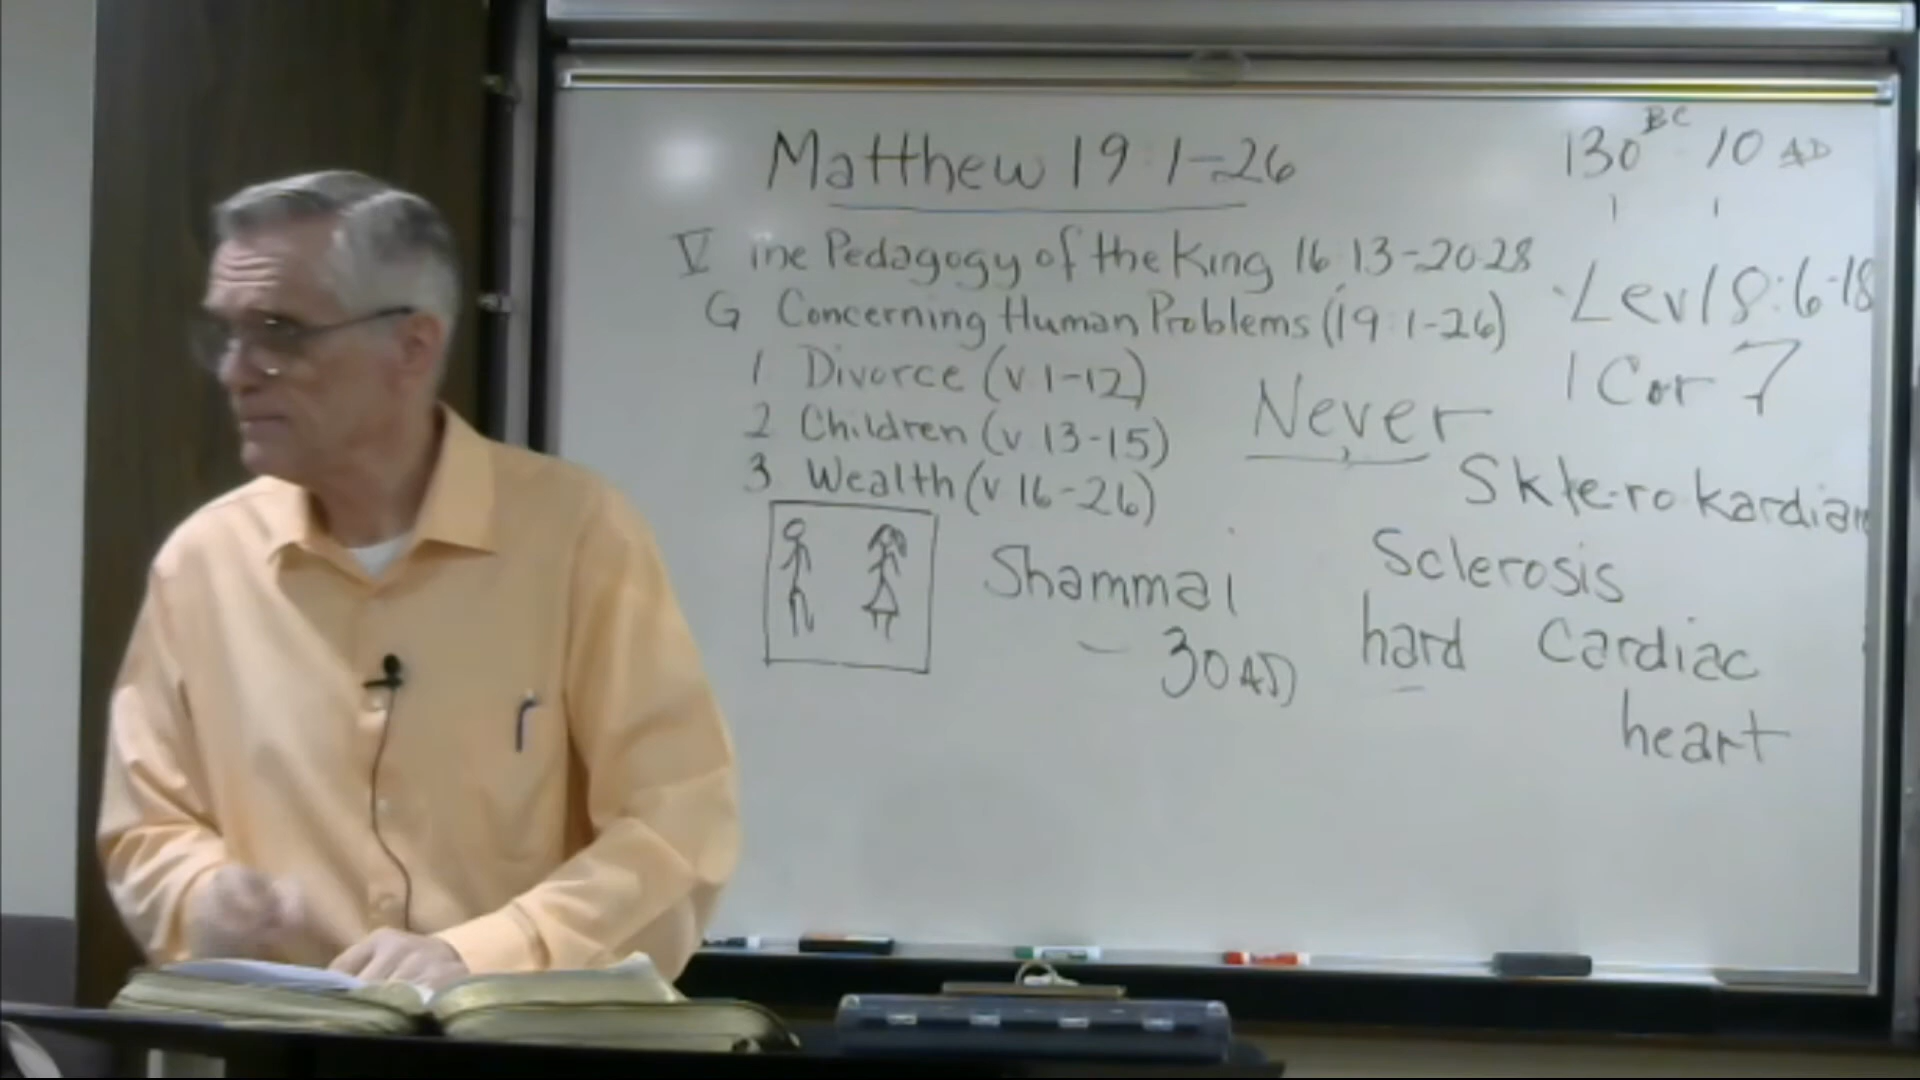 Matthew 19:1-26
V ine Pedagogy of the King 16:13-20:28
G Concerning Human Problems (19:1-26)
1 Divorce (v 1-12)
2 Children (v 13-15)
3 Wealth (v 16-26)
Shammai
- 30 AD
130 BC 10 AD
Lev 18:6-18
1 Cor 7
Never
Skle-rokardian
Sclerosis
hard cardiac
heart